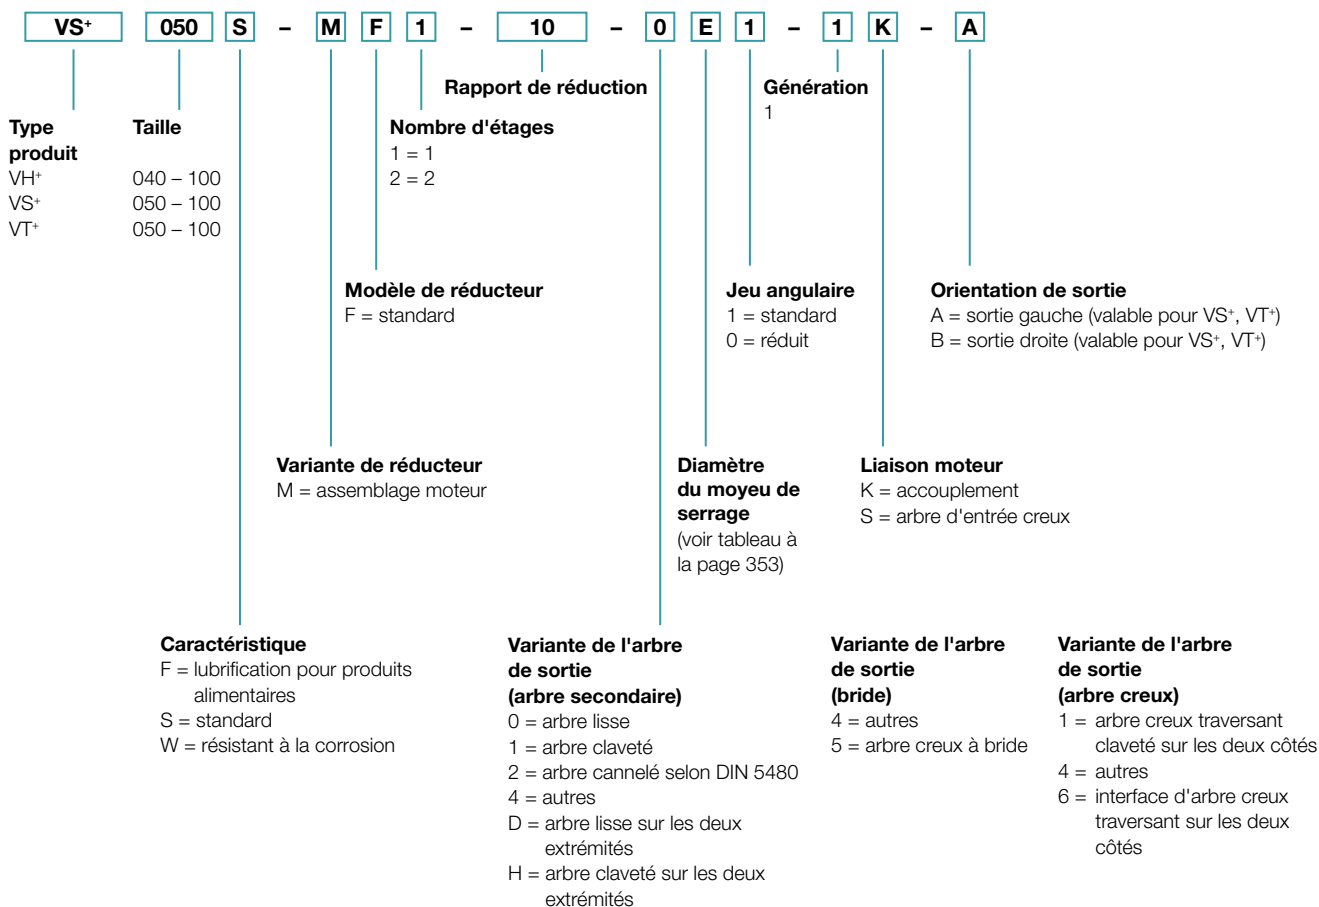 VS⁺ 050 S – M F 1 – 10 – 0 E 1 – 1 K – A
Rapport de réduction
Génération
1
Type
produit
VH⁺
VS⁺
VT⁺
Taille
040 – 100
050 – 100
050 – 100
Nombre d'étages
1 = 1
2 = 2
Modèle de réducteur
F = standard
Jeu angulaire
1 = standard
0 = réduit
Orientation de sortie
A = sortie gauche (valable pour VS⁺, VT⁺)
B = sortie droite (valable pour VS⁺, VT⁺)
Variante de réducteur
M = assemblage moteur
Diamètre
du moyeu de
serrage
(voir tableau à
la page 353)
Liaison moteur
K = accouplement
S = arbre d'entrée creux
Caractéristique
F = lubrification pour produits
alimentaires
S = standard
W = résistant à la corrosion
Variante de l'arbre
de sortie
(arbre secondaire)
0 = arbre lisse
1 = arbre claveté
2 = arbre cannelé selon DIN 5480
4 = autres
D = arbre lisse sur les deux
extrémités
H = arbre claveté sur les deux
extrémités
Variante de l'arbre
de sortie
(bride)
4 = autres
5 = arbre creux à bride
Variante de l'arbre
de sortie
(arbre creux)
1 = arbre creux traversant
claveté sur les deux côtés
4 = autres
6 = interface d'arbre creux
traversant sur les deux
côtés